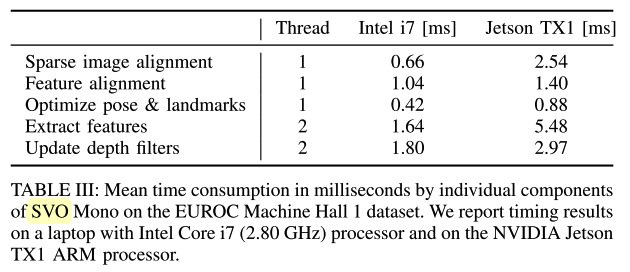 Thread Intel i7 [ms] Jetson TX1 [ms]
Sparse image alignment 1 0.66 2.54
Feature alignment 1 1.04 1.40
Optimize pose & landmarks 1 0.42 0.88
Extract features 2 1.64 5.48
Update depth filters 2 1.80 2.97
TABLE III: Mean time consumption in milliseconds by individual components
of SVO Mono on the EUROC Machine Hall 1 dataset. We report timing results
on a laptop with Intel Core i7 (2.80 GHz) processor and on the NVIDIA Jetson
TX1 ARM processor.